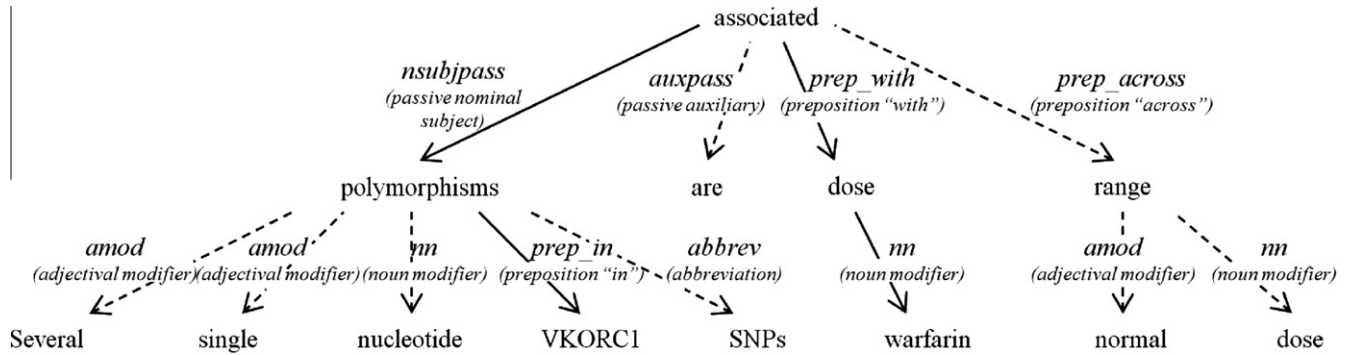 associated
nsubjpass
(passive nominal
subject)
auxpass
(passive auxiliary)
prep_with
(preposition “with”)
prep_across
(preposition “across”)
polymorphisms are dose range
amod amod nn prep_in abbrev nn amod nn
(adjectival modifier) (adjectival modifier) (noun modifier) (preposition “in”) (abbreviation) (noun modifier) (adjectival modifier) (noun modifier)
Several single nucleotide VKORC1 SNPs warfarin normal dose